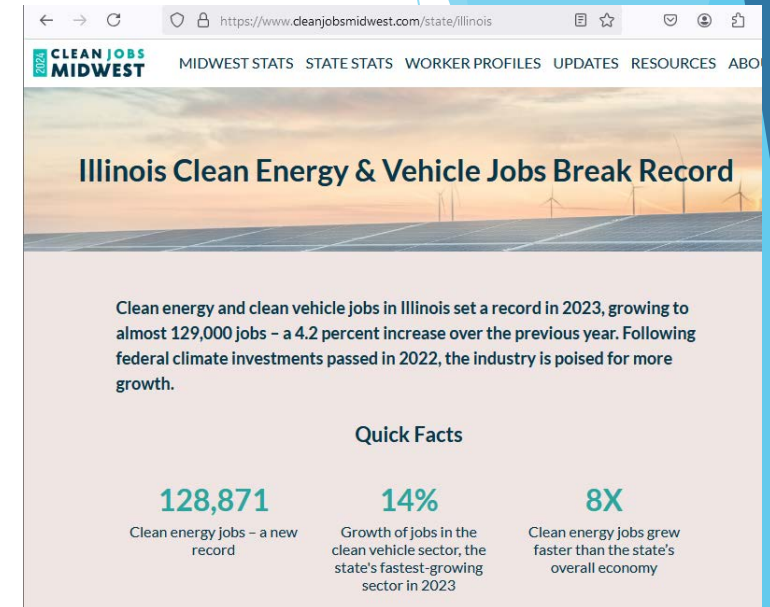 https://www.cleanjobsmidwest.com/state/illinois
2024 CLEAN JOBS
MIDWEST
MIDWEST STATS STATE STATS WORKER PROFILES UPDATES RESOURCES ABO
Illinois Clean Energy & Vehicle Jobs Break Record
Clean energy and clean vehicle jobs in Illinois set a record in 2023, growing to
almost 129,000 jobs – a 4.2 percent increase over the previous year. Following
federal climate investments passed in 2022, the industry is poised for more
growth.
Quick Facts
128,871
Clean energy jobs – a new
record
14%
Growth of jobs in the
clean vehicle sector, the
state's fastest-growing
sector in 2023
8X
Clean energy jobs grew
faster than the state's
overall economy